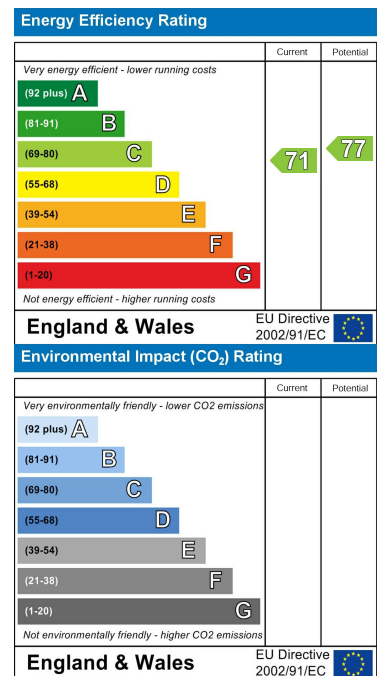 Energy Efficiency Rating
Current Potential
Very energy efficient - lower running costs
(92 plus) A
(81-91) B
(69-80) C
71 77
(55-68) D
(39-54) E
(21-38) F
(1-20) G
Not energy efficient - higher running costs
England & Wales
EU Directive
2002/91/EC
Environmental Impact (CO₂) Rating
Current Potential
Very environmentally friendly - lower CO2 emissions
(92 plus) A
(81-91) B
(69-80) C
(55-68) D
(39-54) E
(21-38) F
(1-20) G
Not environmentally friendly - higher CO2 emissions
England & Wales
EU Directive
2002/91/EC